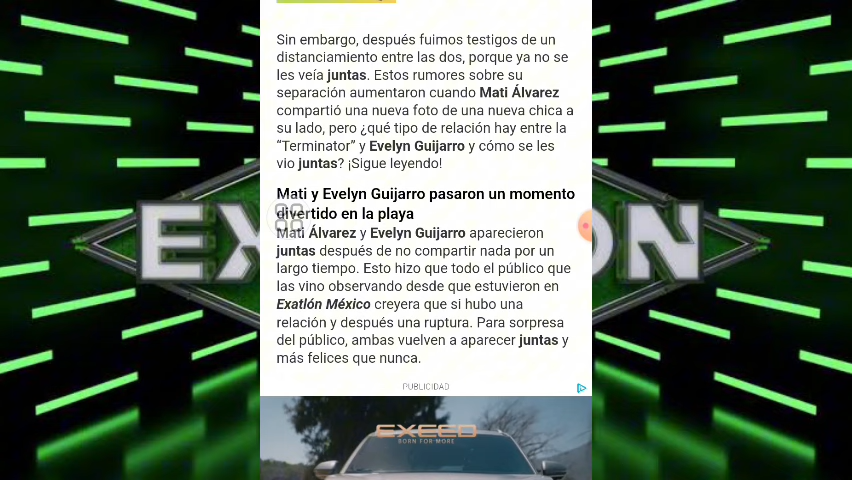 Sin embargo, después fuimos testigos de un
distanciamiento entre las dos, porque ya no se
les veía juntas. Estos rumores sobre su
separación aumentaron cuando Mati Álvarez
compartió una nueva foto de una nueva chica a
su lado, pero ¿qué tipo de relación hay entre la
“Terminator” y Evelyn Guijarro y cómo se les
vio juntas? ¡Sigue leyendo!
Mati y Evelyn Guijarro pasaron un momento
divertido en la playa
Mati Álvarez y Evelyn Guijarro aparecieron
juntas después de no compartir nada por un
largo tiempo. Esto hizo que todo el público que
las vino observando desde que estuvieron en
Exatlón México creyera que si hubo una
relación y después una ruptura. Para sorpresa
del público, ambas vuelven a aparecer juntas y
más felices que nunca.
PUBLICIDAD
EXEED
BORN FOR MORE
EX
ON